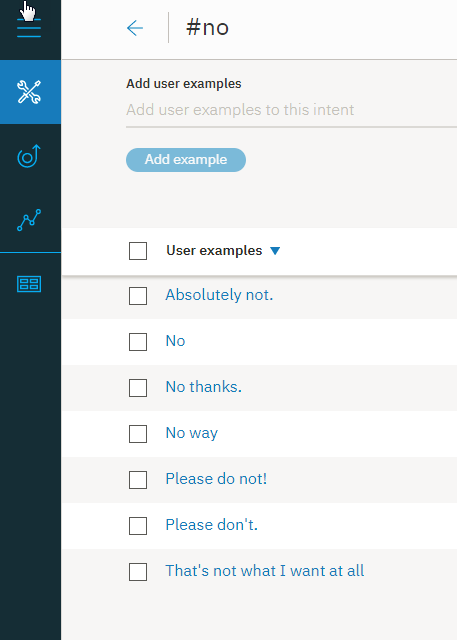 #no
Add user examples
Add user examples to this intent
Add example
User examples
Absolutely not.
No
No thanks.
No way
Please do not!
Please don't.
That's not what I want at all